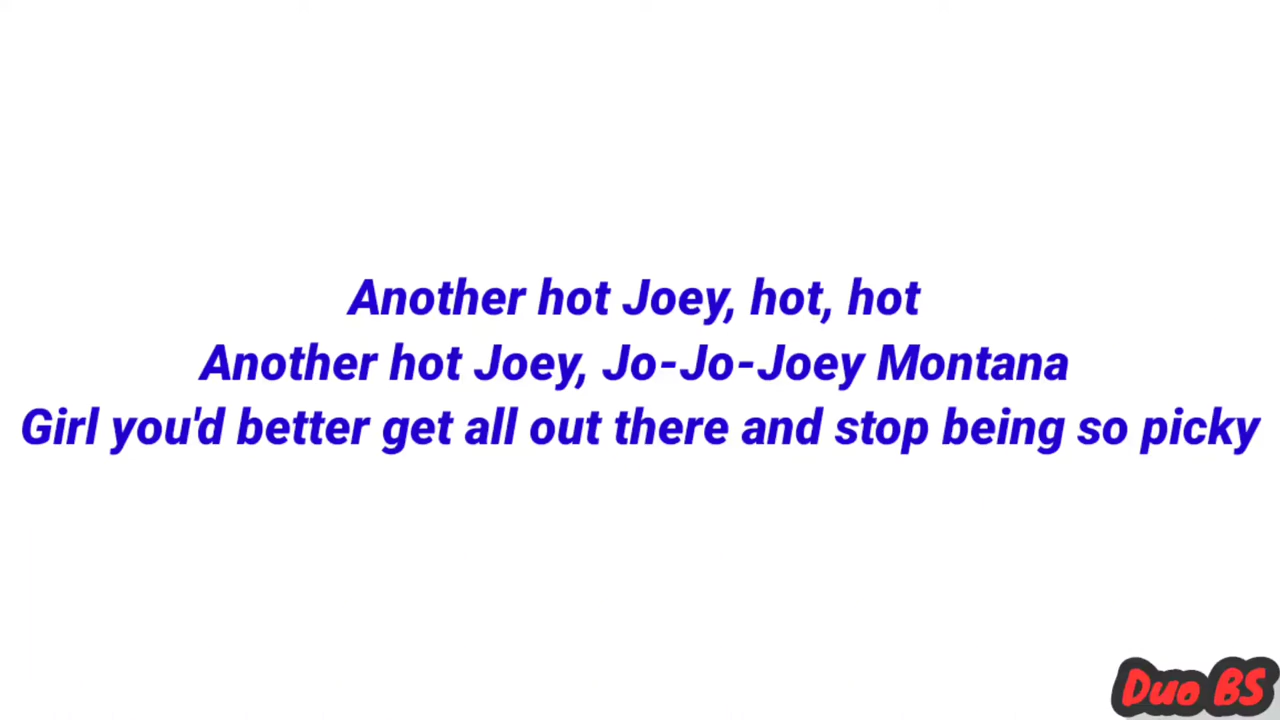 Another hot Joey, hot, hot
Another hot Joey, Jo-Jo-Joey Montana
Girl you'd better get all out there and stop being so picky
Duo BS